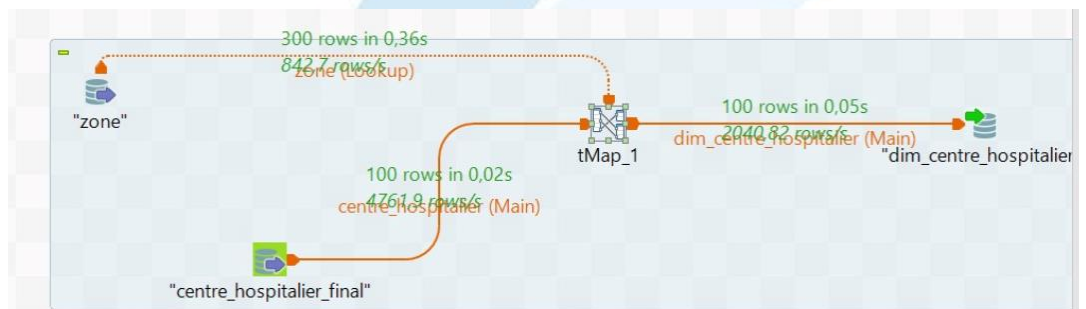 300 rows in 0,36s
842,7 rows/s
zone (Lookup)
"zone"
100 rows in 0,05s
2040,82 rows/s
dim_centre_hospitalier (Main)
tMap_1
"dim_centre_hospitalier
100 rows in 0,02s
4761,9 rows/s
centre_hospitalier (Main)
"centre_hospitalier_final"